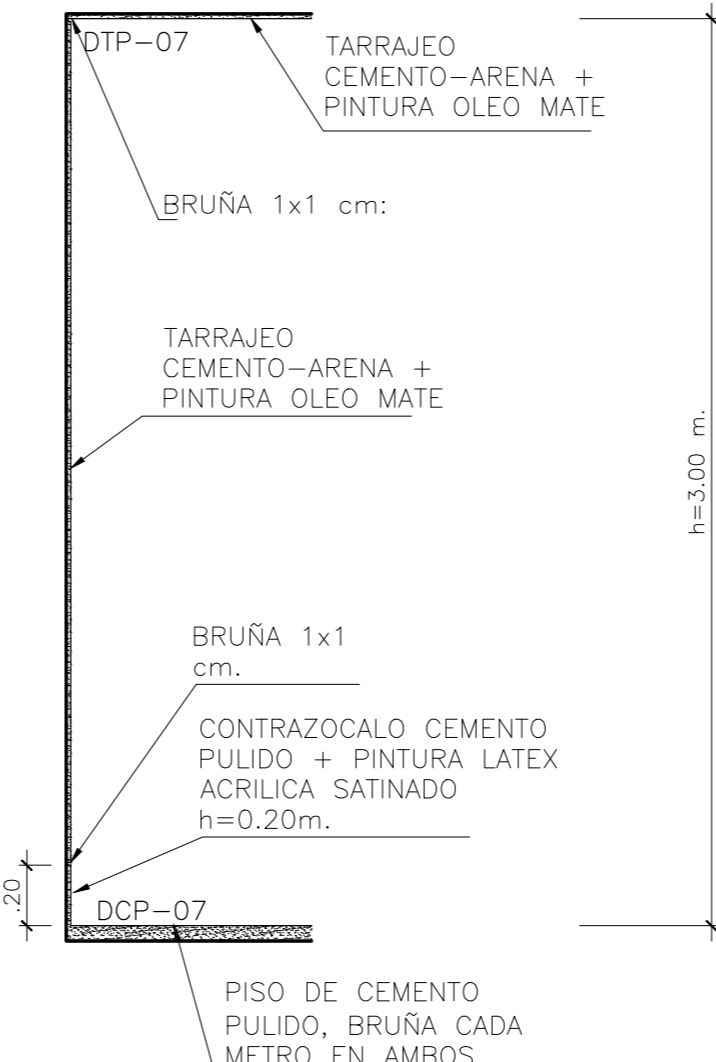 DTP-07
TARRAJEO
CEMENTO-ARENA +
PINTURA OLEO MATE
BRUÑA 1x1 cm:
TARRAJEO
CEMENTO-ARENA +
PINTURA OLEO MATE
h=3.00 m.
BRUÑA 1x1
cm.
CONTRAZOCALO CEMENTO
PULIDO + PINTURA LATEX
ACRILICA SATINADO
h=0.20m.
.20
DCP-07
PISO DE CEMENTO
PULIDO, BRUÑA CADA
METRO EN AMBOS